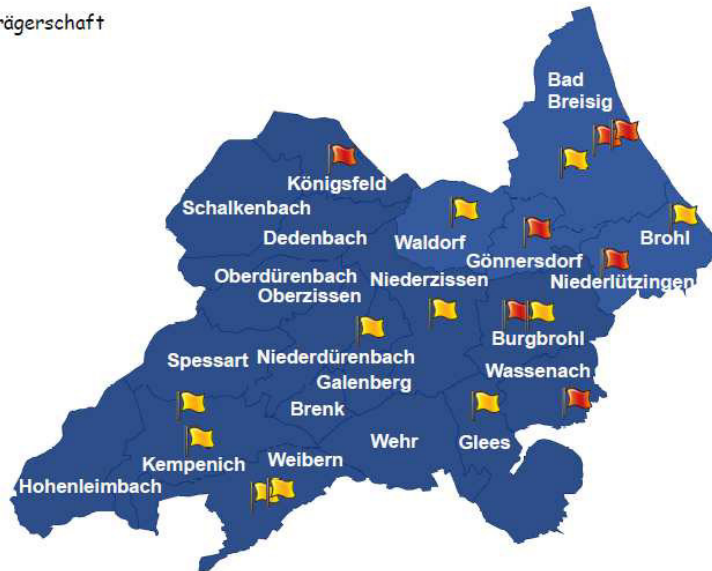 rägerschaft
Bad
Breisig
Königsfeld
Schalkenbach
Dedenbach
Waldorf
Brohl
Gönnersdorf
Oberdürenbach
Niederzissen
Niederlützingen
Oberzissen
Burgbrohl
Spessart
Niederdürenbach
Wassenach
Galenberg
Brenk
Wehr
Glees
Kempenich
Weibern
Hohenleimbach